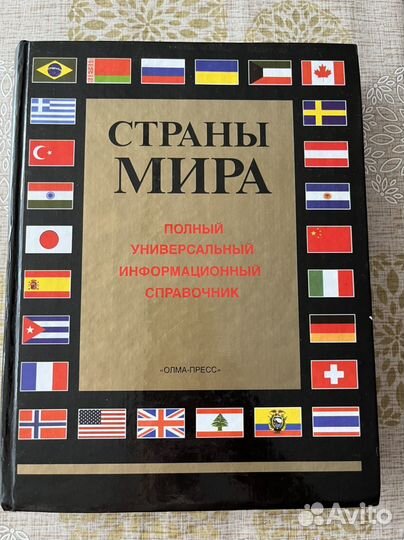 СТРАНЫ
МИРА
ПОЛНЫЙ
УНИВЕРСАЛЬНЫЙ
ИНФОРМАЦИОННЫЙ
СПРАВОЧНИК
«ОЛМА-ПРЕСС»
Avito